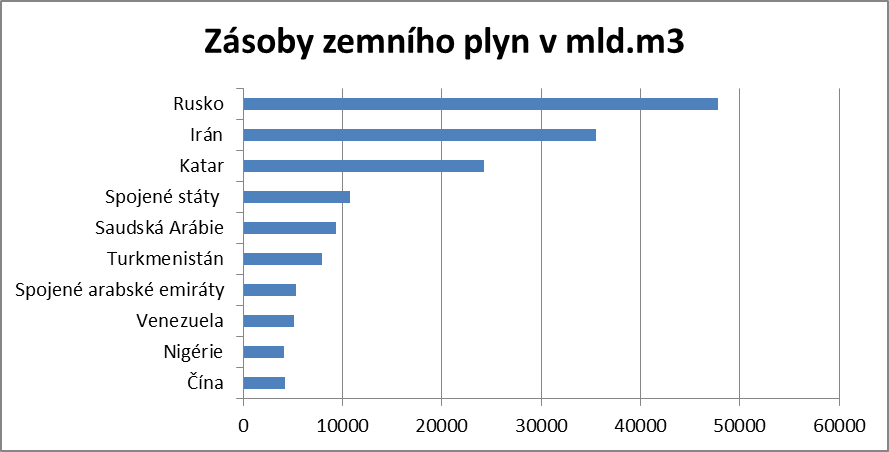 Zásoby zemního plyn v mld.m3
Rusko
Irán
Katar
Spojené státy
Saudská Arábie
Turkmenistán
Spojené arabské emiráty
Venezuela
Nigérie
Čína
0 10000 20000 30000 40000 50000 60000